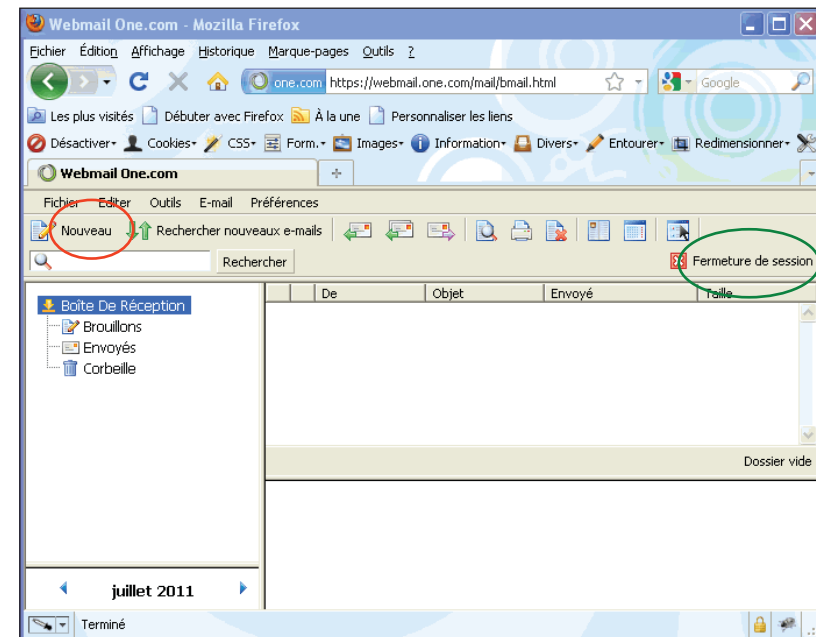 Webmail One.com - Mozilla Firefox
Fichier Édition Affichage Historique Marque-pages Outils ?
one.com https://webmail.one.com/mail/bmail.html Google
Les plus visités Débuter avec Firefox À la une Personnaliser les liens
Désactiver Cookies CSS Form. Images Information Divers Entourer Redimensionner
Webmail One.com
Fichier Editer Outils E-mail Préférences
Nouveau Rechercher nouveaux e-mails
Rechercher Fermeture de session
De Objet Envoyé Taille
Boîte De Réception
Brouillons
Envoyés
Corbeille
Dossier vide
juillet 2011
Terminé